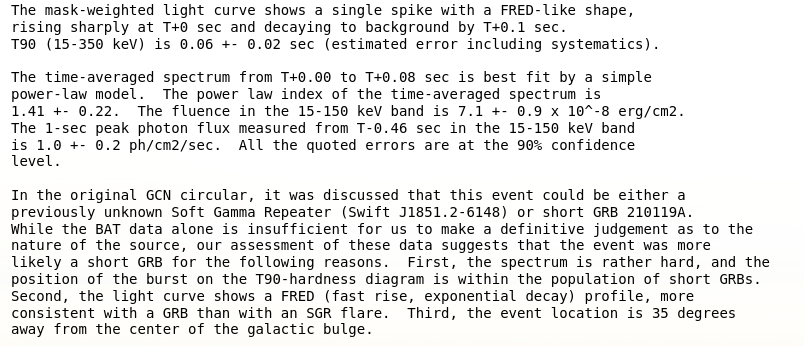 The mask-weighted light curve shows a single spike with a FRED-like shape,
rising sharply at T+0 sec and decaying to background by T+0.1 sec.
T90 (15-350 keV) is 0.06 +- 0.02 sec (estimated error including systematics).

The time-averaged spectrum from T+0.00 to T+0.08 sec is best fit by a simple
power-law model.  The power law index of the time-averaged spectrum is
1.41 +- 0.22.  The fluence in the 15-150 keV band is 7.1 +- 0.9 x 10^-8 erg/cm2.
The 1-sec peak photon flux measured from T-0.46 sec in the 15-150 keV band
is 1.0 +- 0.2 ph/cm2/sec.  All the quoted errors are at the 90% confidence
level.

In the original GCN circular, it was discussed that this event could be either a
previously unknown Soft Gamma Repeater (Swift J1851.2-6148) or short GRB 210119A.
While the BAT data alone is insufficient for us to make a definitive judgement as to the
nature of the source, our assessment of these data suggests that the event was more
likely a short GRB for the following reasons.  First, the spectrum is rather hard, and the
position of the burst on the T90-hardness diagram is within the population of short GRBs.
Second, the light curve shows a FRED (fast rise, exponential decay) profile, more
consistent with a GRB than with an SGR flare.  Third, the event location is 35 degrees
away from the center of the galactic bulge.